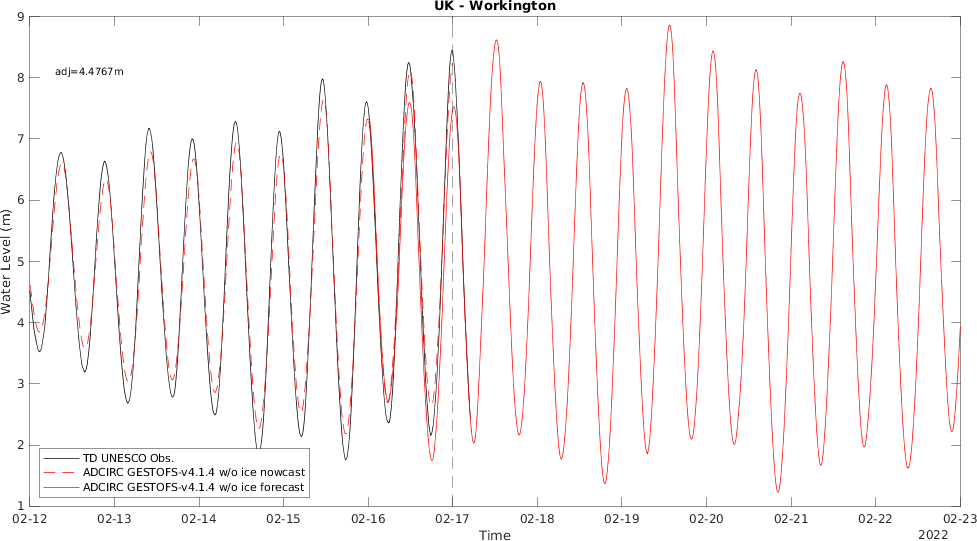 UK - Workington
9
adj=4.4767m
8
7
6
5
4
3
2
1
Water Level (m)
TD UNESCO Obs.
ADCIRC GESTOFS-v4.1.4 w/o ice nowcast
ADCIRC GESTOFS-v4.1.4 w/o ice forecast
02-12 02-13 02-14 02-15 02-16 02-17 02-18 02-19 02-20 02-21 02-22 02-23
Time
2022